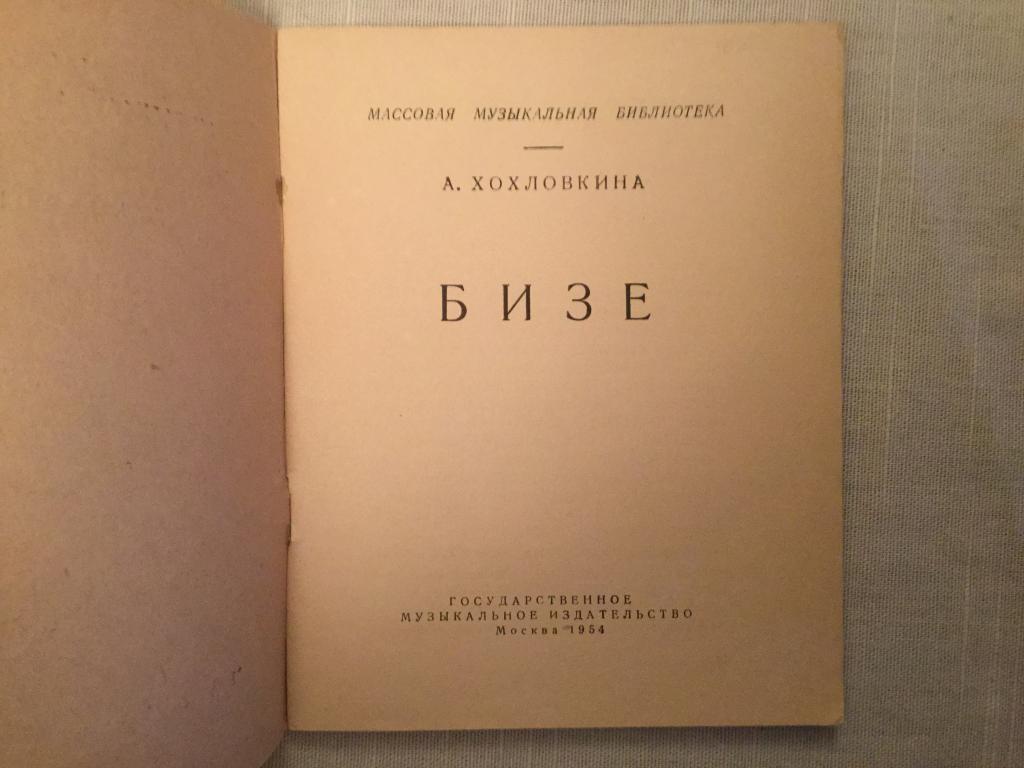 МАССОВАЯ МУЗЫКАЛЬНАЯ БИБЛИОТЕКА
А. ХОХЛОВКИНА
БИЗЕ
ГОСУДАРСТВЕННОЕ
МУЗЫКАЛЬНОЕ ИЗДАТЕЛЬСТВО
Москва 1954